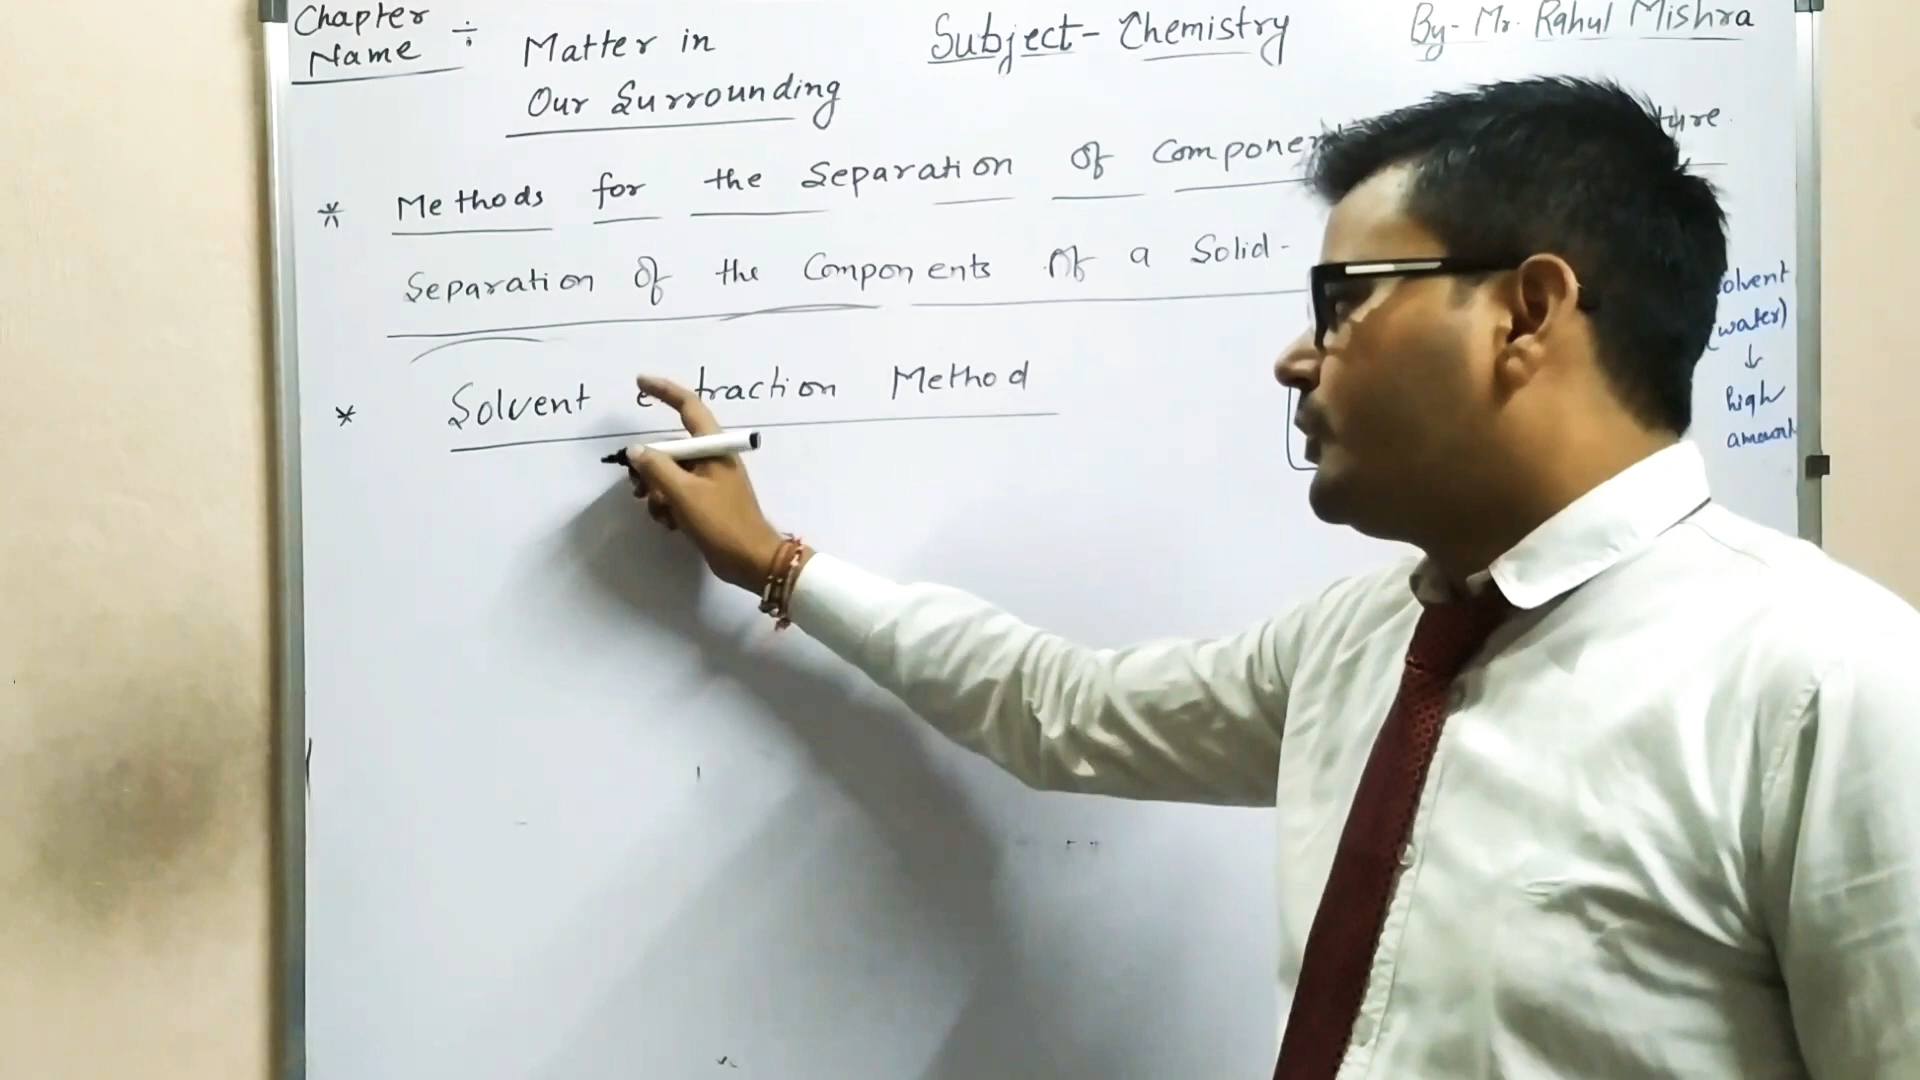 Chapter Name ÷ Matter in Our Surrounding
Subject - Chemistry
By - Mr. Rahul Mishra
* Methods for the Separation of
Separation of the Components of a Solid -
* Solvent Method
(water)
↓
high
amount